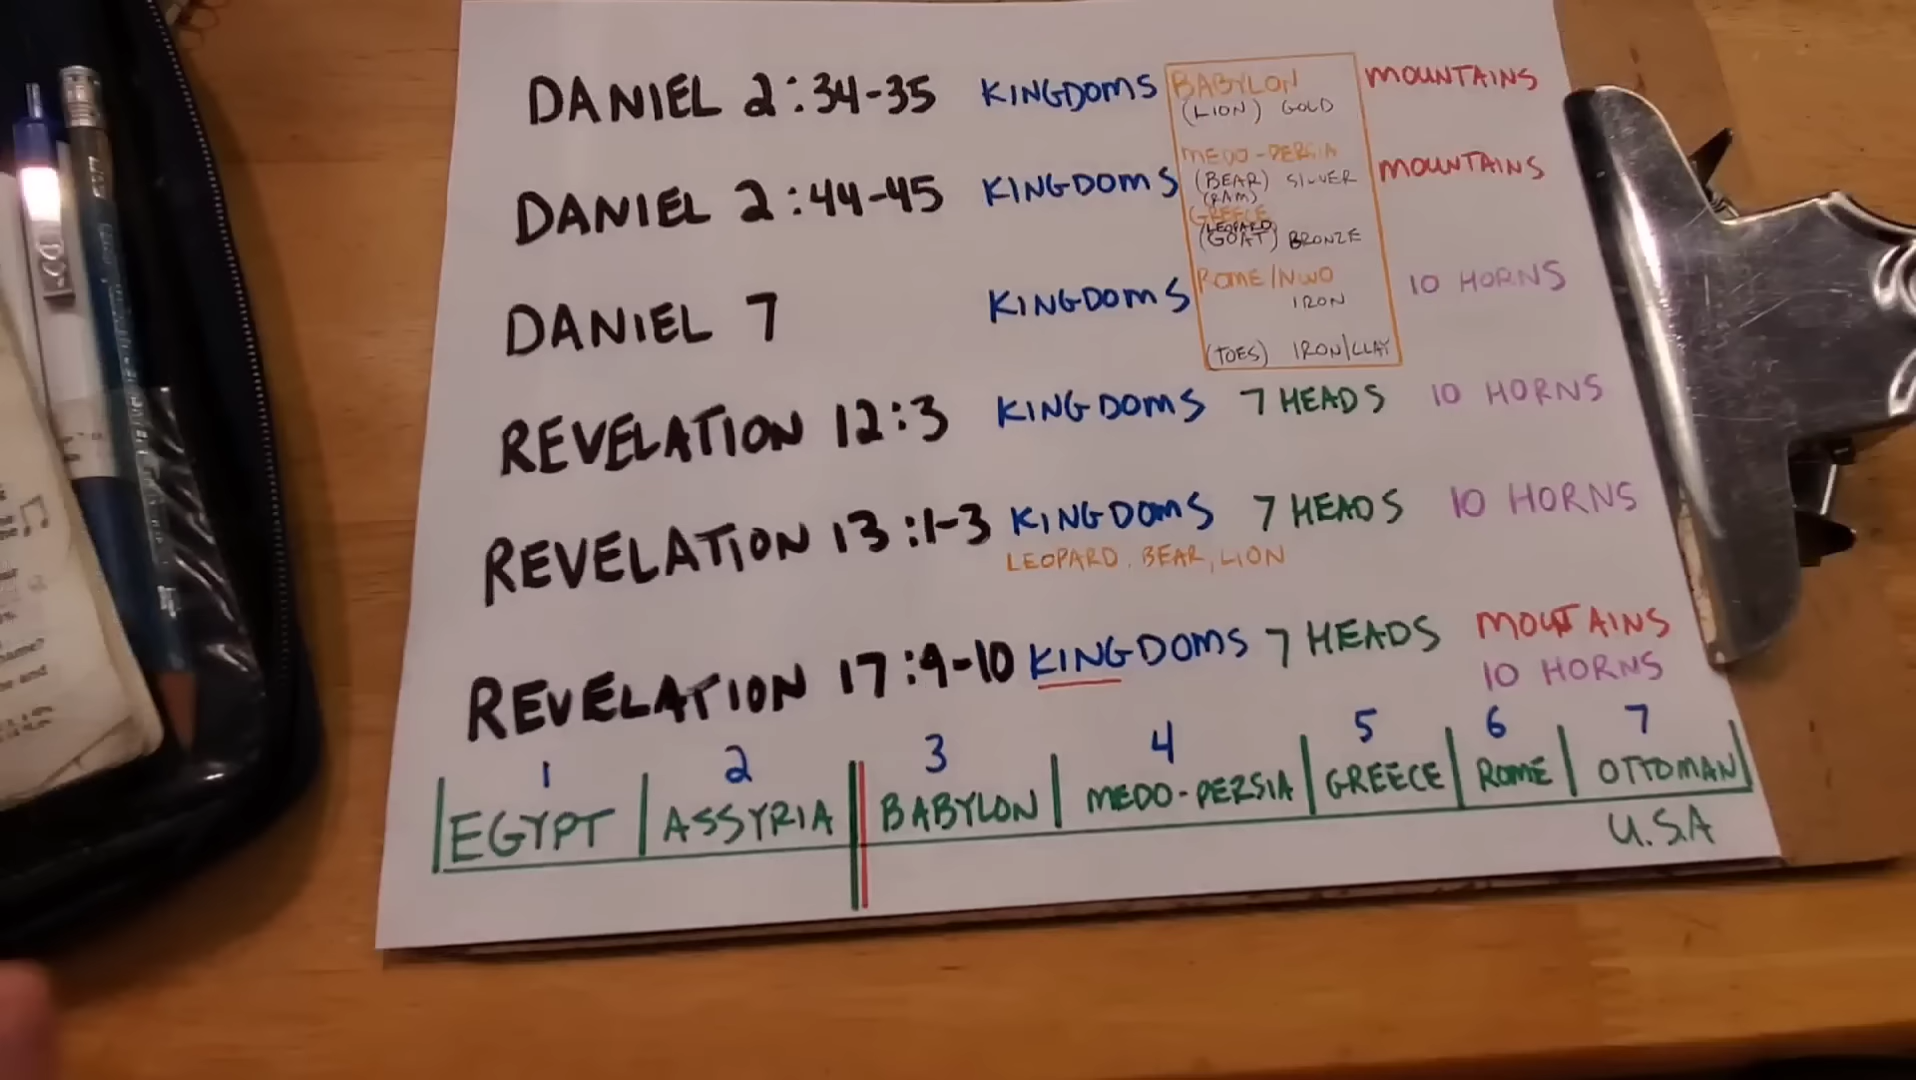 DANIEL 2:34-35 KINGDOMS BABYLON MOUNTAINS
(LION) GOLD
MEDO-PERSIA
DANIEL 2:44-45 KINGDOMS (BEAR) SILVER MOUNTAINS
(RAM)
GREECE
LEOPARD
(GOAT) BRONZE
DANIEL 7 KINGDOMS ROME/NWO 10 HORNS
IRON
(TOES) IRON/CLAY
REVELATION 12:3 KINGDOMS 7 HEADS 10 HORNS
REVELATION 13:1-3 KINGDOMS 7 HEADS 10 HORNS
LEOPARD, BEAR, LION
REVELATION 17:9-10 KINGDOMS 7 HEADS MOUTAINS
10 HORNS
1 2 3 4 5 6 7
EGYPT ASSYRIA BABYLON MEDO-PERSIA GREECE ROME OTTOMAN
U.S.A
and